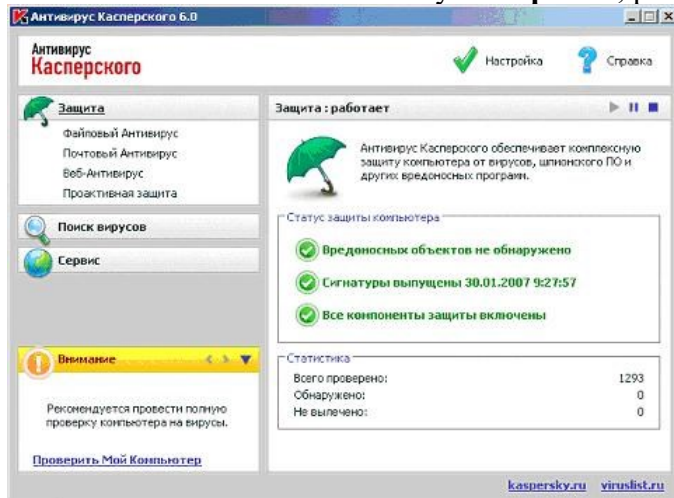 Антивирус Касперского 6.0
Антивирус
Касперского
Настройка
Справка
Защита
Файловый Антивирус
Почтовый Антивирус
Веб-Антивирус
Проактивная защита
Поиск вирусов
Сервис
Внимание
Рекомендуется провести полную
проверку компьютера на вирусы.
Проверить Мой Компьютер
Защита : работает
Антивирус Касперского обеспечивает комплексную
защиту компьютера от вирусов, шпионского ПО и
других вредоносных программ.
Статус защиты компьютера
Вредоносных объектов не обнаружено
Сигнатуры выпущены 30.01.2007 9:27:57
Все компоненты защиты включены
Статистика
Всего проверено: 1293
Обнаружено: 0
Не вылечено: 0
kaspersky.ru viruslist.ru